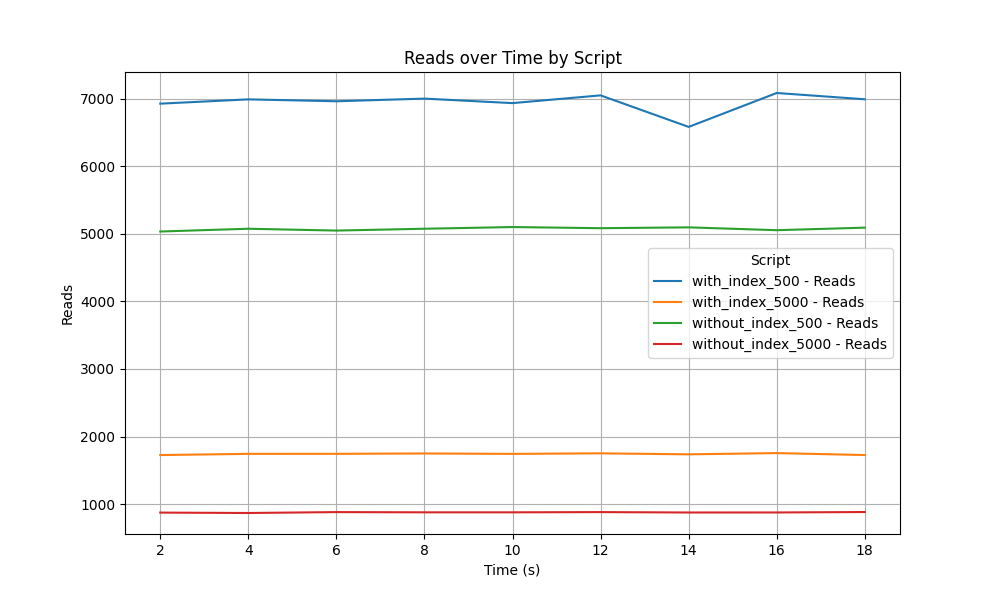 Reads over Time by Script
Reads
7000
6000
5000
4000
3000
2000
1000
Script
with_index_500 - Reads
with_index_5000 - Reads
without_index_500 - Reads
without_index_5000 - Reads
2 4 6 8 10 12 14 16 18
Time (s)